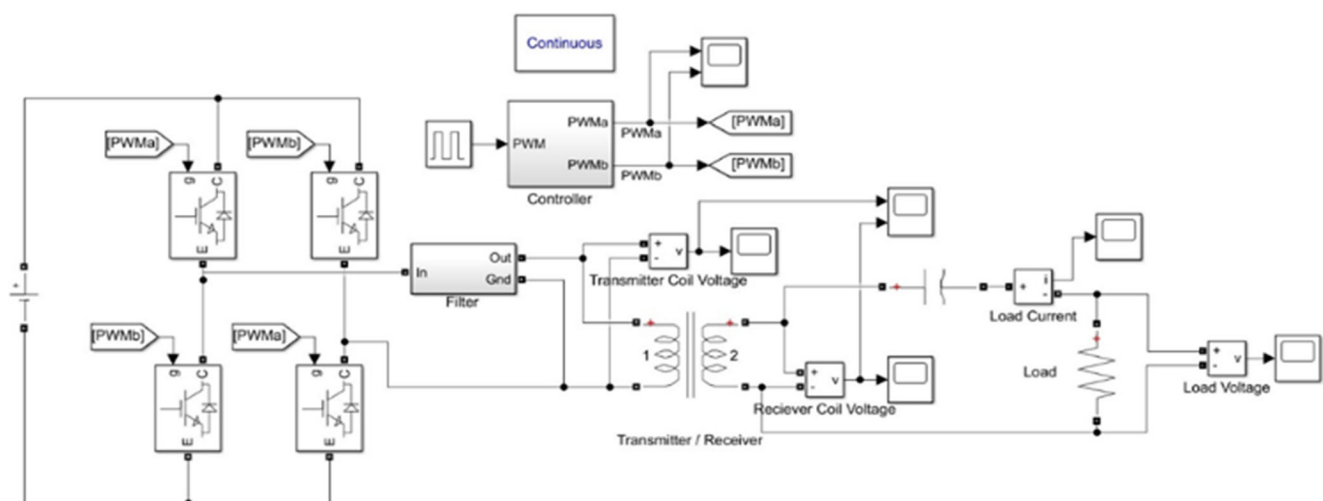 Continuous
[PWMa]
[PWMb]
PWM
PWMa
PWMb
PWMa
PWMb
[PWMa]
[PWMb]
Controller
g
C
E
g
C
E
In
Out
Gnd
Filter
+
-
v
Transmitter Coil Voltage
+
[PWMb]
[PWMa]
g
C
E
g
C
E
+
1
2
+
Transmitter / Receiver
+
-
v
Reciever Coil Voltage
+
+
i
-
Load Current
+
Load
+
-
v
Load Voltage